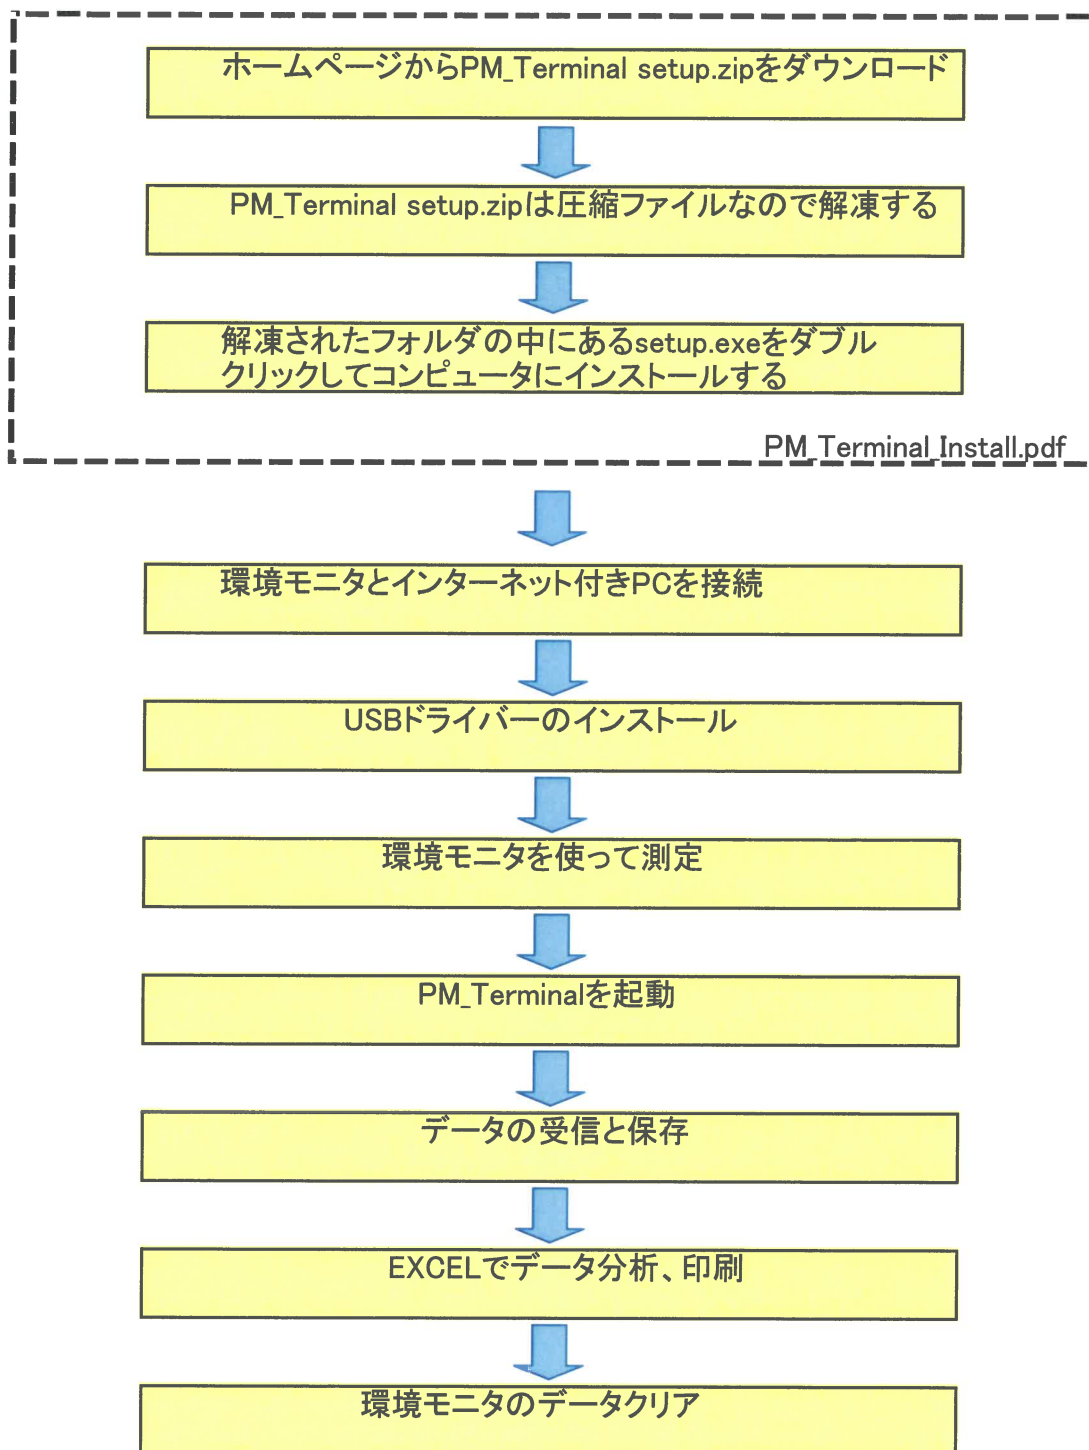 ホームページからPM_Terminal setup.zipをダウンロード
PM_Terminal setup.zipは圧縮ファイルなので解凍する
解凍されたフォルダの中にあるsetup.exeをダブル
クリックしてコンピュータにインストールする
PM_Terminal_Install.pdf
環境モニタとインターネット付きPCを接続
USBドライバーのインストール
環境モニタを使って測定
PM_Terminalを起動
データの受信と保存
EXCELでデータ分析、印刷
環境モニタのデータクリア